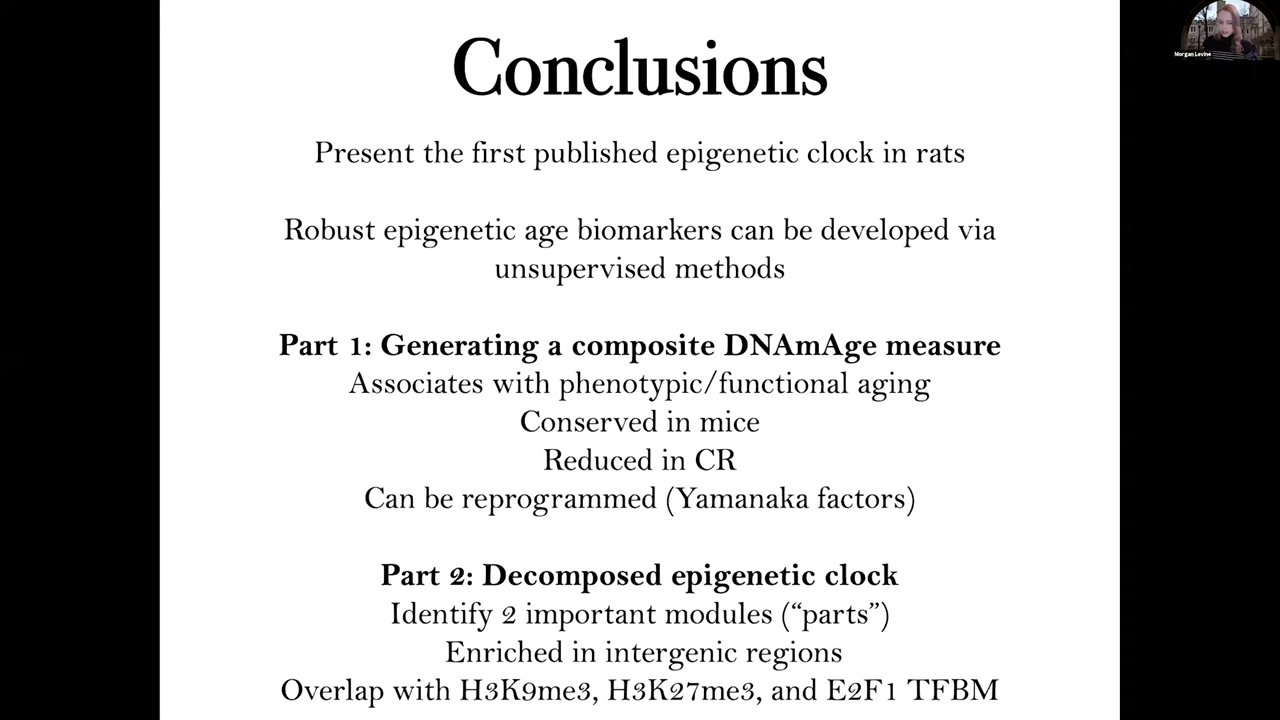 Conclusions
Morgan Levine
Present the first published epigenetic clock in rats
Robust epigenetic age biomarkers can be developed via
unsupervised methods
Part 1: Generating a composite DNAmAge measure
Associates with phenotypic/functional aging
Conserved in mice
Reduced in CR
Can be reprogrammed (Yamanaka factors)
Part 2: Decomposed epigenetic clock
Identify 2 important modules (“parts”)
Enriched in intergenic regions
Overlap with H3K9me3, H3K27me3, and E2F1 TFBM